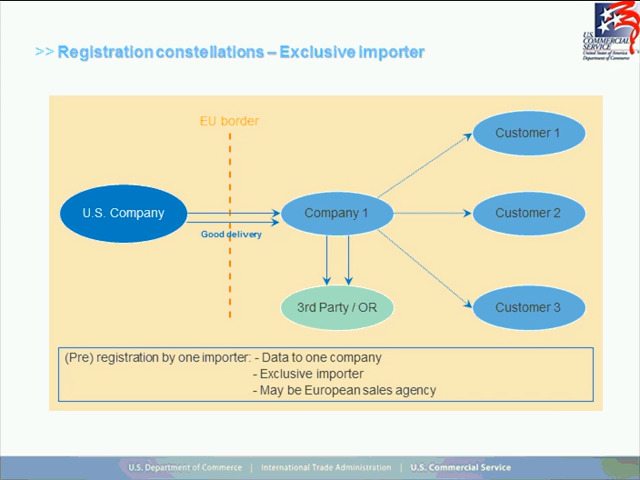 U.S.
COMMERCIAL
SERVICE
United States of America
Department of Commerce
>> Registration constellations – Exclusive importer
EU border
Customer 1
U.S. Company
Company 1
Customer 2
Good delivery
3rd Party / OR
Customer 3
(Pre) registration by one importer: - Data to one company
- Exclusive importer
- May be European sales agency
U.S. Department of Commerce | International Trade Administration | U.S. Commercial Service